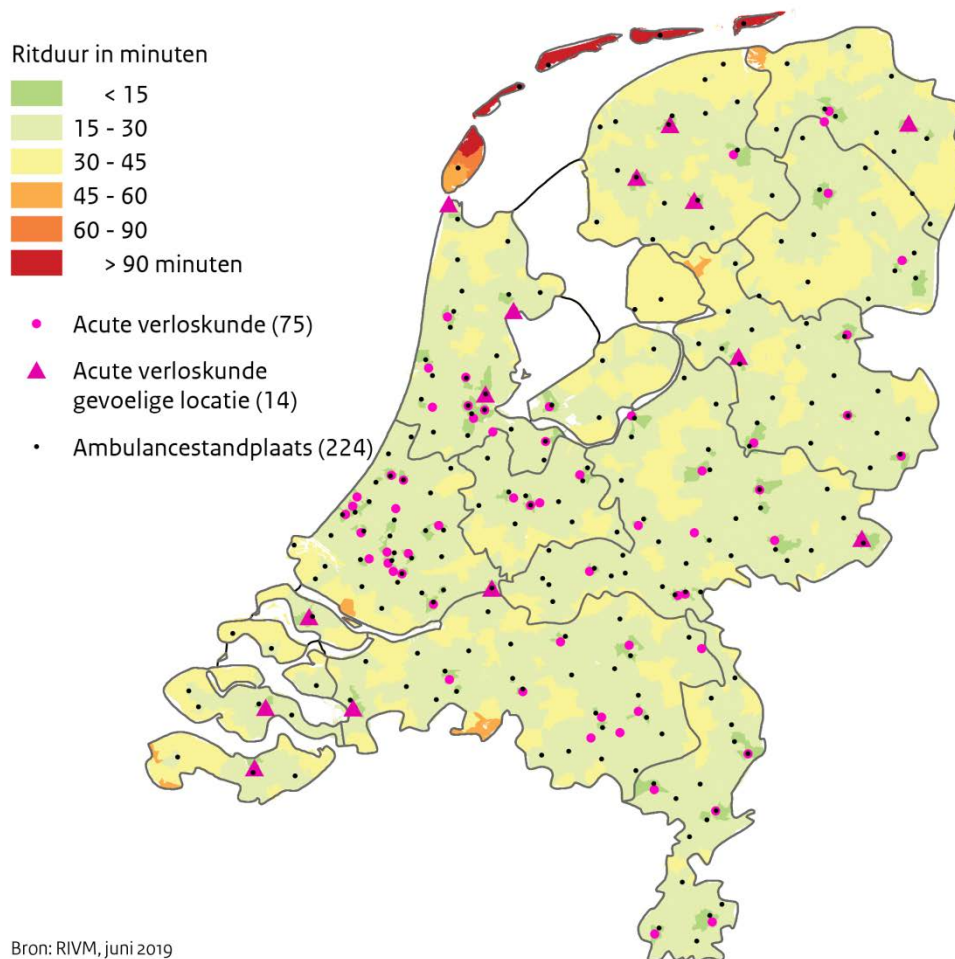 Ritduur in minuten
< 15
15 - 30
30 - 45
45 - 60
60 - 90
> 90 minuten
Acute verloskunde (75)
Acute verloskunde
gevoelige locatie (14)
Ambulancestandplaats (224)
Bron: RIVM, juni 2019